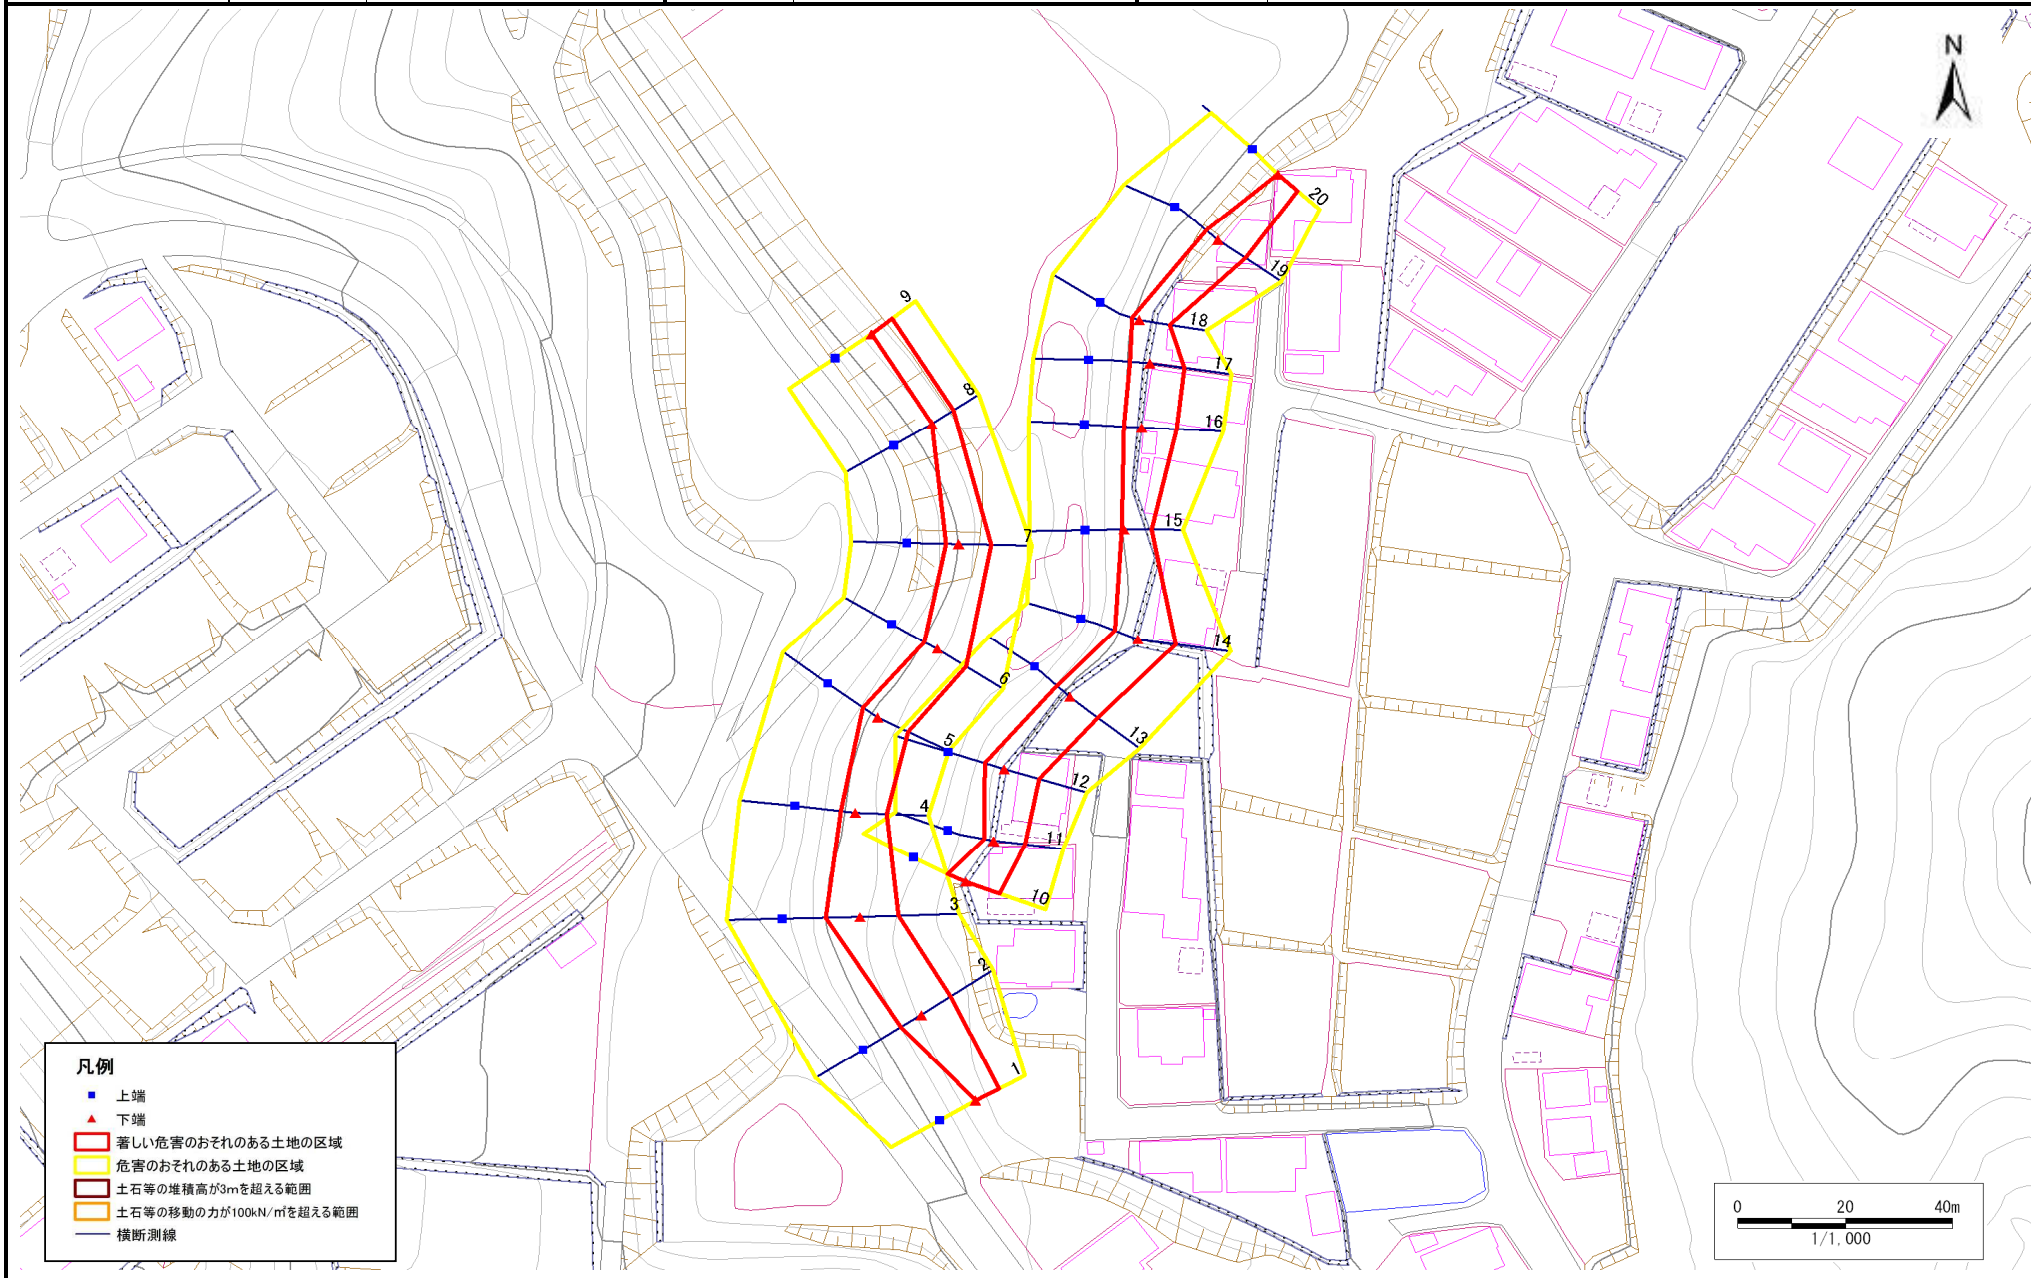 N
20
19
18
17
16
15
14
13
12
11
10
9
8
7
6
5
4
3
2
1
凡例
上端
下端
著しい危害のおそれのある土地の区域
危害のおそれのある土地の区域
土石等の堆積高が3mを超える範囲
土石等の移動の力が100kN/㎡を超える範囲
横断測線
0 20 40m
1/1,000